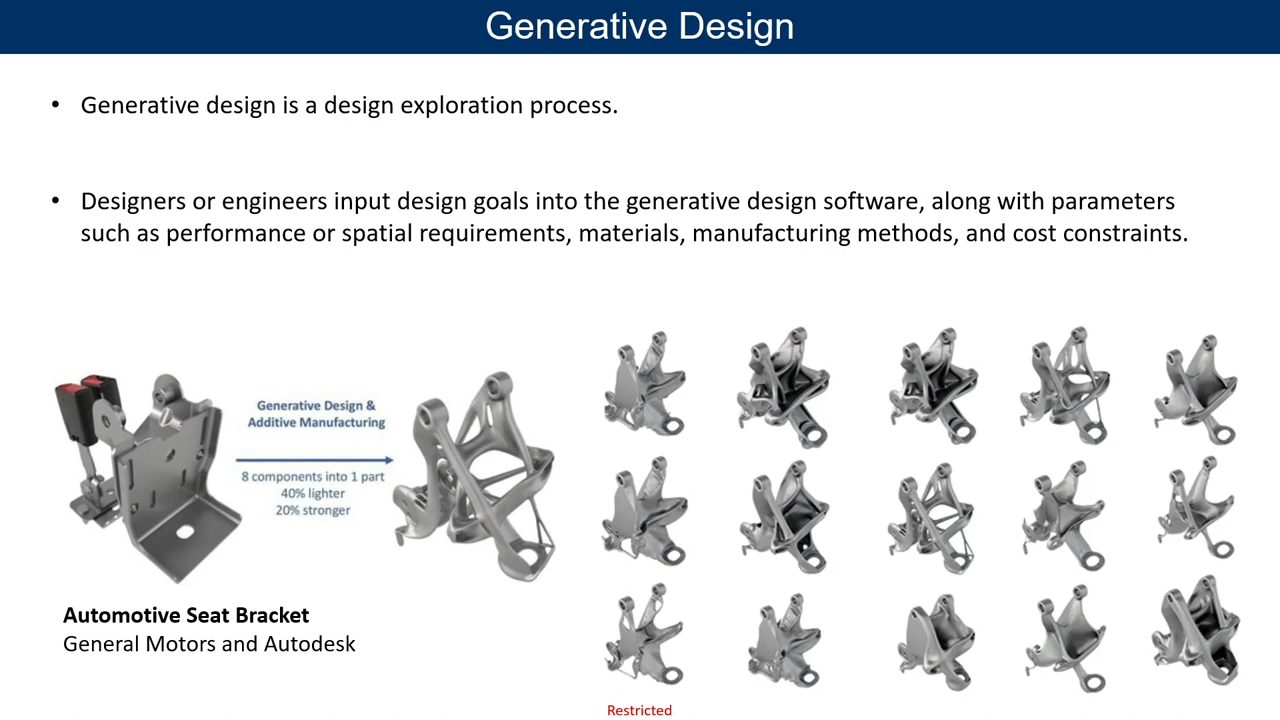 Generative Design
• Generative design is a design exploration process.
• Designers or engineers input design goals into the generative design software, along with parameters
such as performance or spatial requirements, materials, manufacturing methods, and cost constraints.
Generative Design &
Additive Manufacturing
8 components into 1 part
40% lighter
20% stronger
Automotive Seat Bracket
General Motors and Autodesk
Restricted